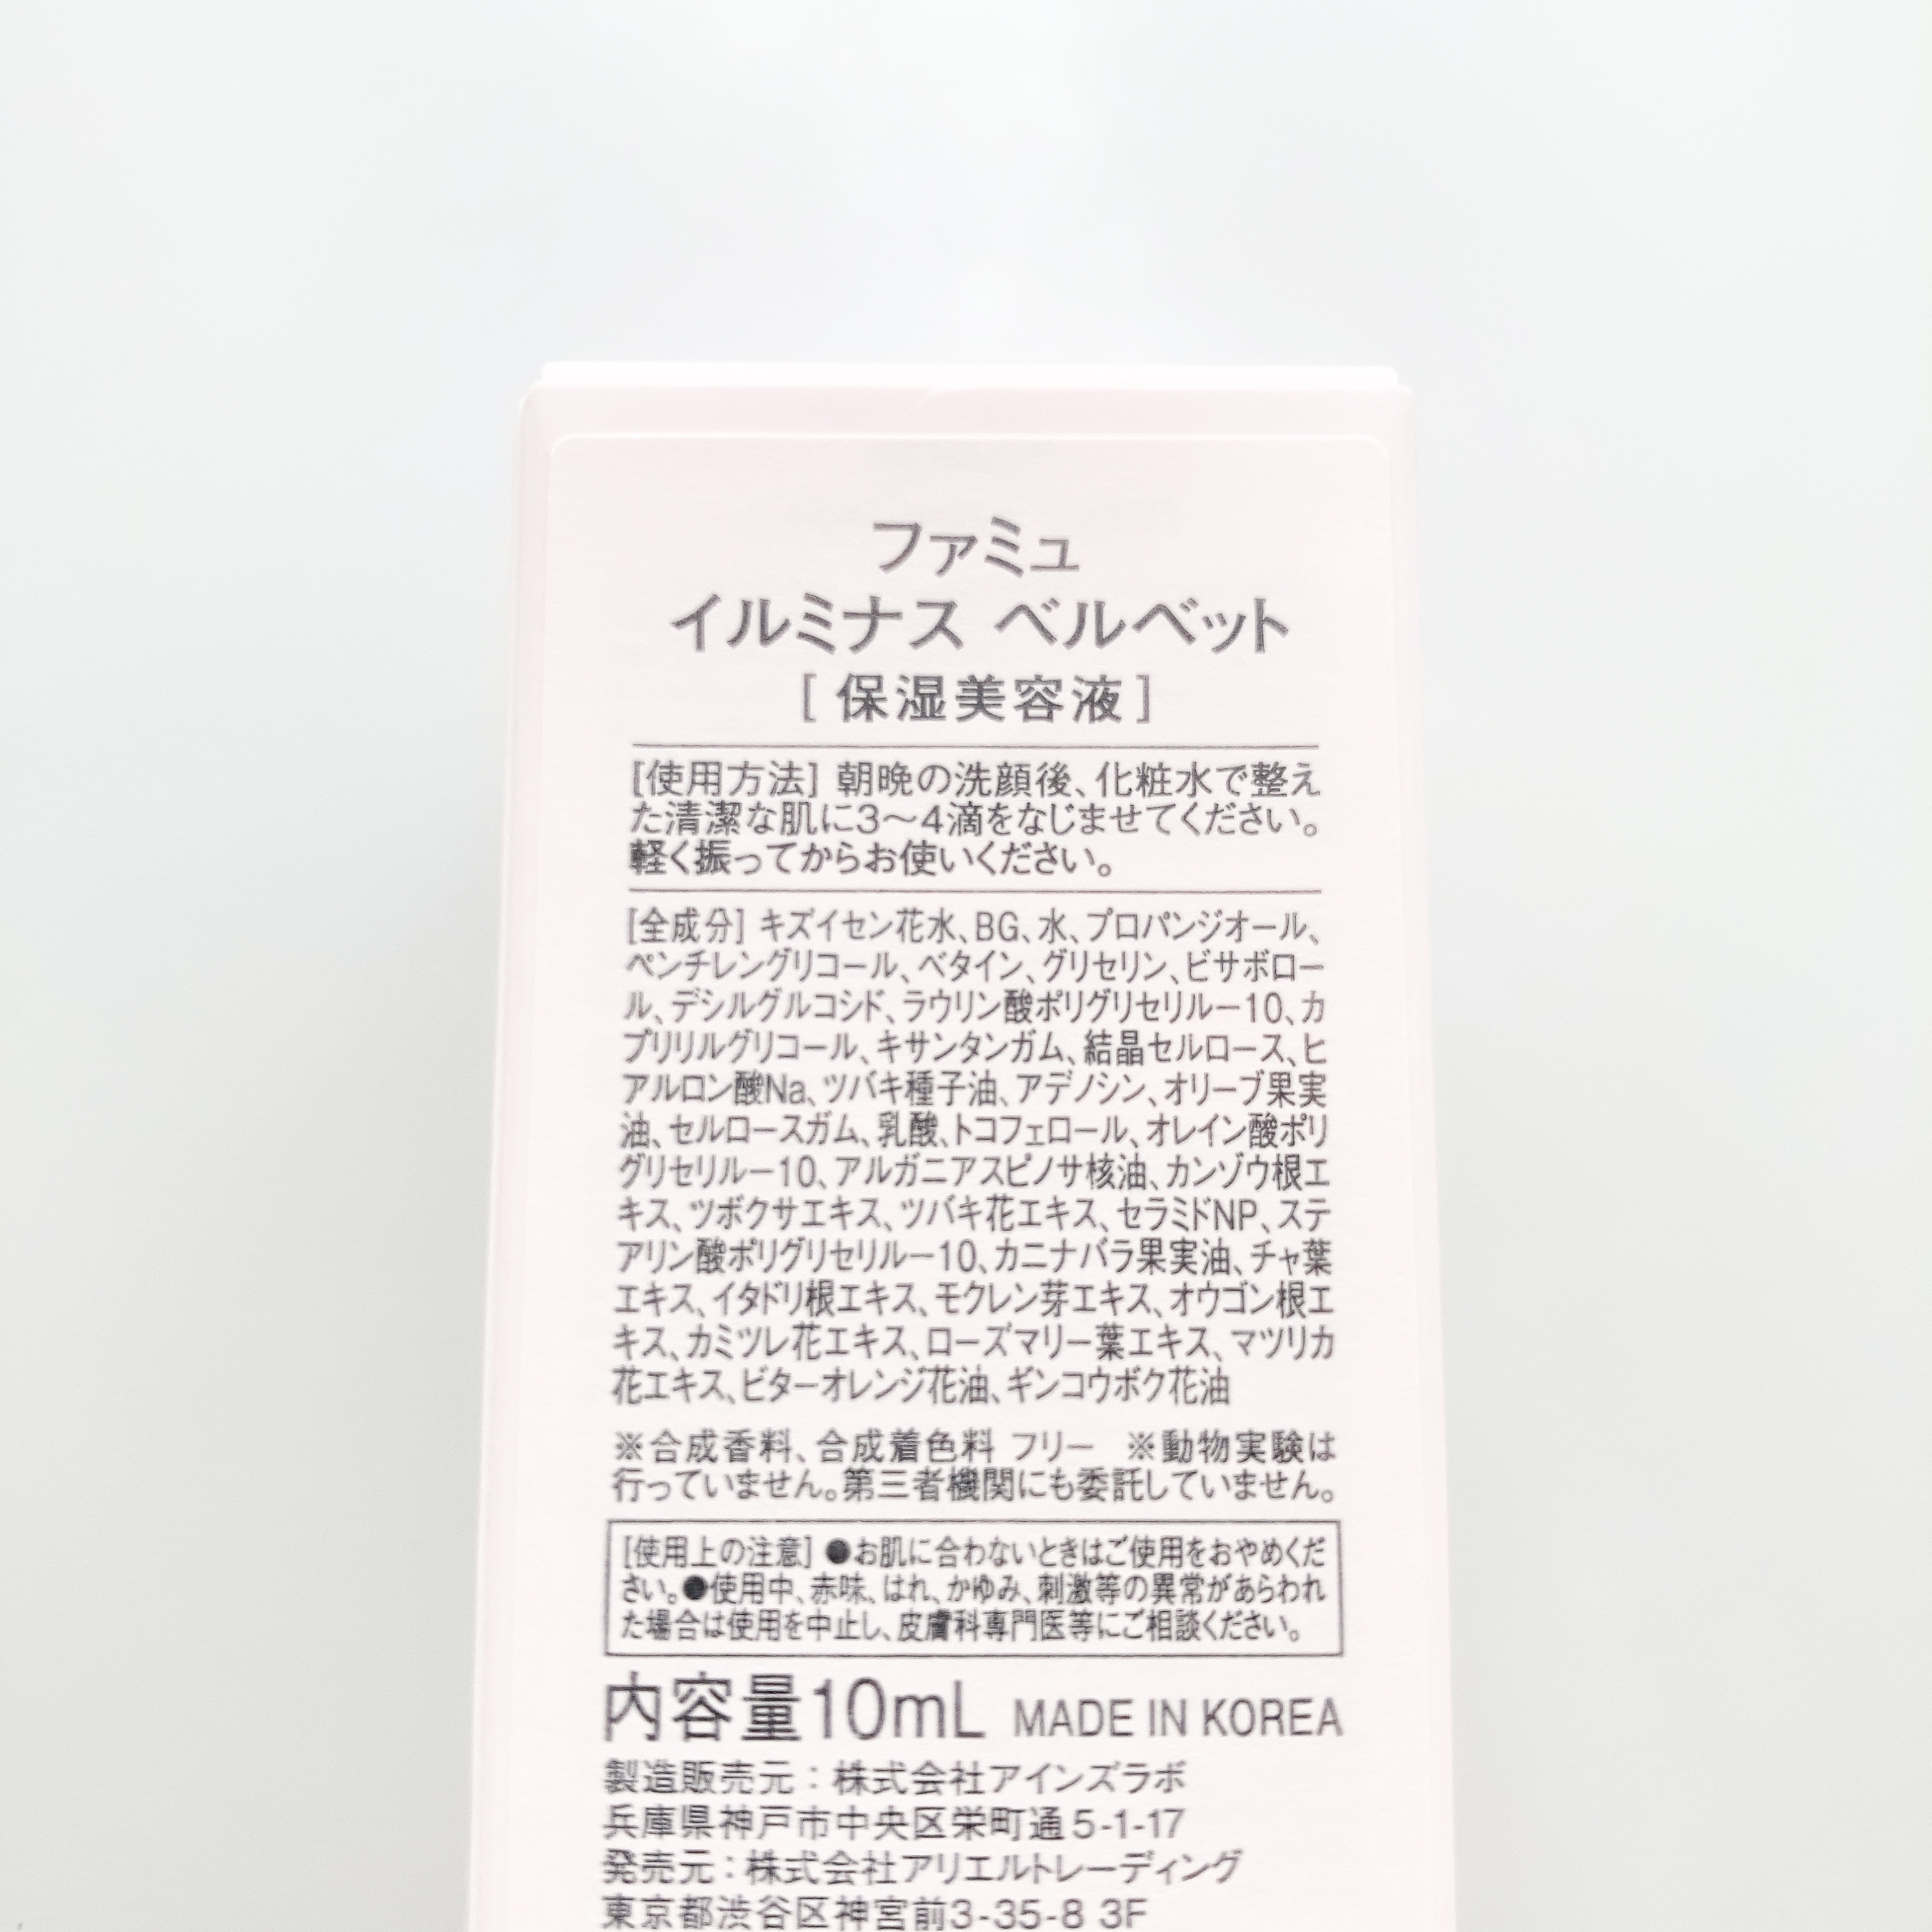 ファミュ
イルミナス ベルベット
[ 保湿美容液 ]
[使用方法] 朝晩の洗顔後、化粧水で整え
た清潔な肌に3〜4滴をなじませてください。
軽く振ってからお使いください。
[全成分] キズイセン花水、BG、水、プロパンジオール、
ペンチレングリコール、ベタイン、グリセリン、ビサボロー
ル、デシルグルコシド、ラウリン酸ポリグリセリルー10、カ
プリリルグリコール、キサンタンガム、結晶セルロース、ヒ
アルロン酸Na、ツバキ種子油、アデノシン、オリーブ果実
油、セルロースガム、乳酸、トコフェロール、オレイン酸ポリ
グリセリルー10、アルガニアスピノサ核油、カンゾウ根エ
キス、ツボクサエキス、ツバキ花エキス、セラミドNP、ステ
アリン酸ポリグリセリルー10、カニナバラ果実油、チャ葉
エキス、イタドリ根エキス、モクレン芽エキス、オウゴン根エ
キス、カミツレ花エキス、ローズマリー葉エキス、マツリカ
花エキス、ビターオレンジ花油、ギンコウボク花油
※合成香料、合成着色料 フリー ※動物実験は
行っていません。第三者機関にも委託していません。
[使用上の注意] ●お肌に合わないときはご使用をおやめくだ
さい。●使用中、赤味、はれ、かゆみ、刺激等の異常があらわれ
た場合は使用を中止し、皮膚科専門医等にご相談ください。
内容量10mL MADE IN KOREA
製造販売元：株式会社アインズラボ
兵庫県神戸市中央区栄町通5-1-17
発売元：株式会社アリエルトレーディング
東京都渋谷区神宮前3-35-8 3F